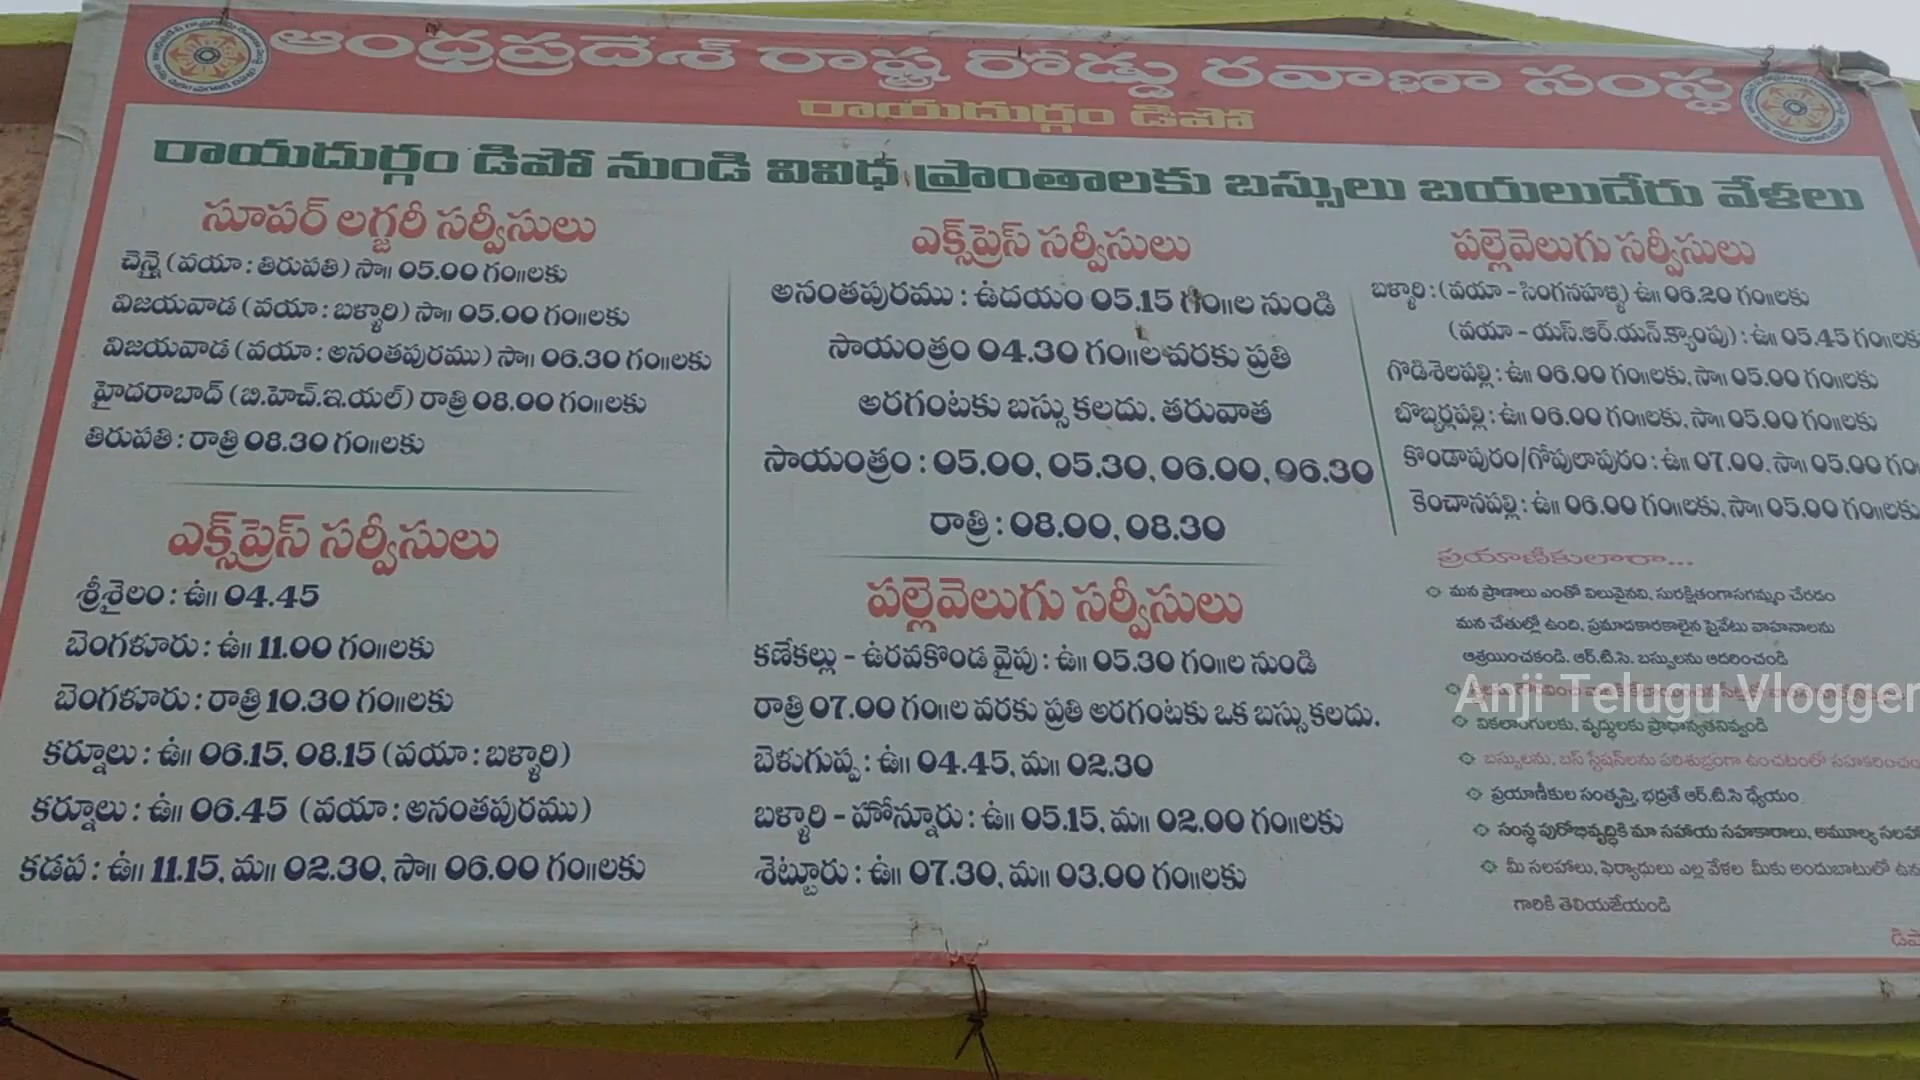 ఆంధ్రప్రదేశ్ రాష్ట్ర రోడ్డు రవాణా సంస్థ
రాయదుర్గం డిపో
రాయదుర్గం డిపో నుండి వివిధ ప్రాంతాలకు బస్సులు బయలుదేరు వేళలు
సూపర్ లగ్జరీ సర్వీసులు
చెన్నై (వయా : తిరుపతి) సా॥ 05.00 గం॥లకు
విజయవాడ (వయా : బళ్ళారి) సా॥ 05.00 గం॥లకు
విజయవాడ (వయా : అనంతపురము) సా॥ 06.30 గం॥లకు
హైదరాబాద్ (బి.హెచ్.ఇ.యల్) రాత్రి 08.00 గం॥లకు
తిరుపతి : రాత్రి 08.30 గం॥లకు
ఎక్స్‌ప్రెస్ సర్వీసులు
శ్రీశైలం : ఉ॥ 04.45
బెంగళూరు : ఉ॥ 11.00 గం॥లకు
బెంగళూరు : రాత్రి 10.30 గం॥లకు
కర్నూలు : ఉ॥ 06.15, 08.15 (వయా : బళ్ళారి)
కర్నూలు : ఉ॥ 06.45 (వయా : అనంతపురము)
కడప : ఉ॥ 11.15, మ॥ 02.30, సా॥ 06.00 గం॥లకు
ఎక్స్‌ప్రెస్ సర్వీసులు
అనంతపురము : ఉదయం 05.15 గం॥ల నుండి
సాయంత్రం 04.30 గం॥ల వరకు ప్రతి
అరగంటకు బస్సు కలదు. తరువాత
సాయంత్రం : 05.00, 05.30, 06.00, 06.30
రాత్రి : 08.00, 08.30
పల్లెవెలుగు సర్వీసులు
కణేకల్లు - ఉరవకొండ వైపు : ఉ॥ 05.30 గం॥ల నుండి
రాత్రి 07.00 గం॥ల వరకు ప్రతి అరగంటకు ఒక బస్సు కలదు.
బెళుగుప్ప : ఉ॥ 04.45, మ॥ 02.30
బళ్ళారి - హోన్నూరు : ఉ॥ 05.15, మ॥ 02.00 గం॥లకు
శెట్టూరు : ఉ॥ 07.30, మ॥ 03.00 గం॥లకు
పల్లెవెలుగు సర్వీసులు
బళ్ళారి : (వయా - సింగనహళ్ళి) ఉ॥ 06.20 గం॥లకు
(వయా - యస్.ఆర్.యన్.క్యాంపు) : ఉ॥ 05.45 గం॥లకు
గొడిశెలపల్లి : ఉ॥ 06.00 గం॥లకు, సా॥ 05.00 గం॥లకు
బొబ్బర్లపల్లి : ఉ॥ 06.00 గం॥లకు, సా॥ 05.00 గం॥లకు
కొండాపురం/గోపులాపురం : ఉ॥ 07.00, సా॥ 05.00 గం
కెంచానపల్లి : ఉ॥ 06.00 గం॥లకు, సా॥ 05.00 గం॥లకు
ప్రయాణీకులారా...
మన ప్రాణాలు ఎంతో విలువైనవి, సురక్షితంగా గమ్యం చేరడం
మన చేతుల్లో ఉంది, ప్రమాదకారకాలైన ప్రైవేటు వాహనాలను
ఆశ్రయించకండి. ఆర్.టి.సి. బస్సులను ఆదరించండి
Anji Telugu Vlogger
వికలాంగులకు, వృద్ధులకు ప్రాధాన్యతనివ్వండి
బస్సులను, బస్ స్టేషన్‌లను పరిశుభ్రంగా ఉంచటంలో
ప్రయాణీకుల సంతృప్తి, భద్రతే ఆర్.టి.సి ధ్యేయం
సంస్థ పురోభివృద్ధికి మా సహాయ సహకారాలు, అమూల్య
మీ సలహాలు, ఫిర్యాదులు ఎల్ల వేళల మీకు అందుబాటులో
గారికి తెలియజేయండి